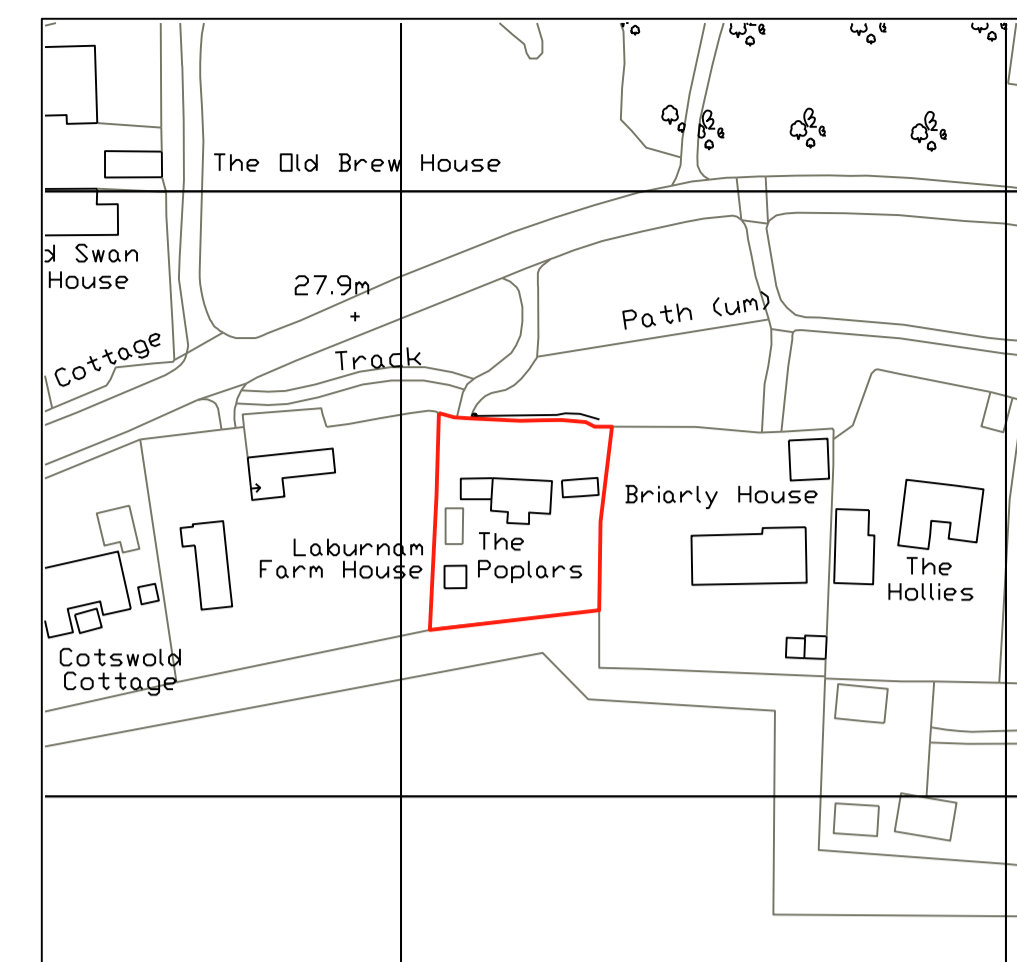 The Old Brew House
d Swan
House
27.9m
Path (um)
Cottage
Track
Briarly House
The
Poplars
Laburnam
Farm House
The
Hollies
Cotswold
Cottage